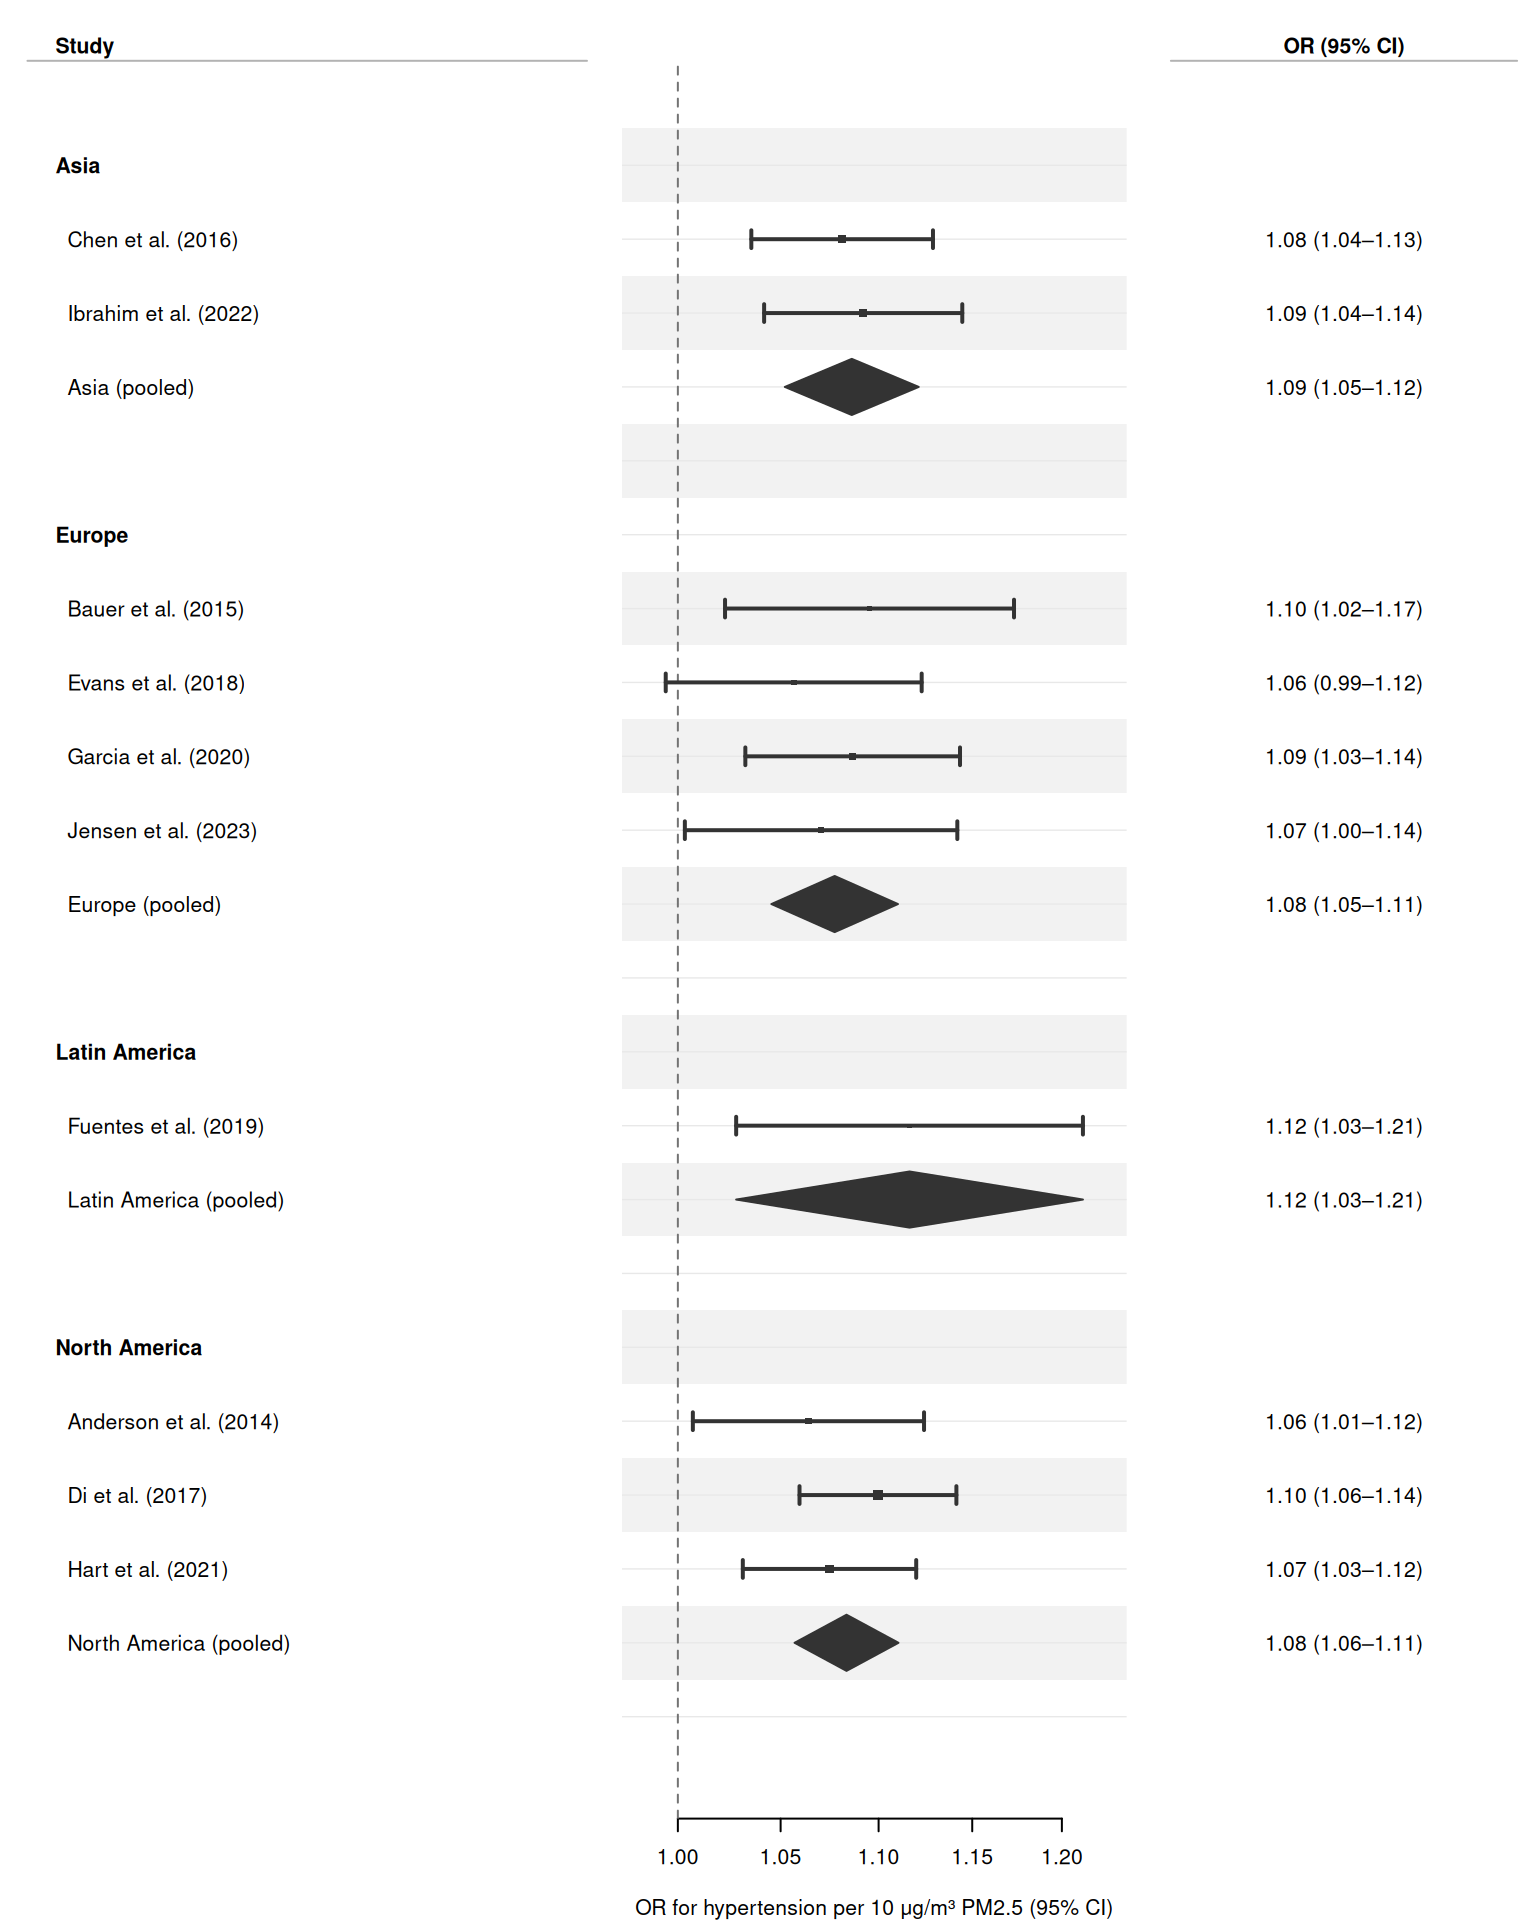 Study OR (95% CI)
Asia
Chen et al. (2016) 1.08 (1.04–1.13)
Ibrahim et al. (2022) 1.09 (1.04–1.14)
Asia (pooled) 1.09 (1.05–1.12)
Europe
Bauer et al. (2015) 1.10 (1.02–1.17)
Evans et al. (2018) 1.06 (0.99–1.12)
Garcia et al. (2020) 1.09 (1.03–1.14)
Jensen et al. (2023) 1.07 (1.00–1.14)
Europe (pooled) 1.08 (1.05–1.11)
Latin America
Fuentes et al. (2019) 1.12 (1.03–1.21)
Latin America (pooled) 1.12 (1.03–1.21)
North America
Anderson et al. (2014) 1.06 (1.01–1.12)
Di et al. (2017) 1.10 (1.06–1.14)
Hart et al. (2021) 1.07 (1.03–1.12)
North America (pooled) 1.08 (1.06–1.11)
1.00 1.05 1.10 1.15 1.20
OR for hypertension per 10 µg/m³ PM2.5 (95% CI)